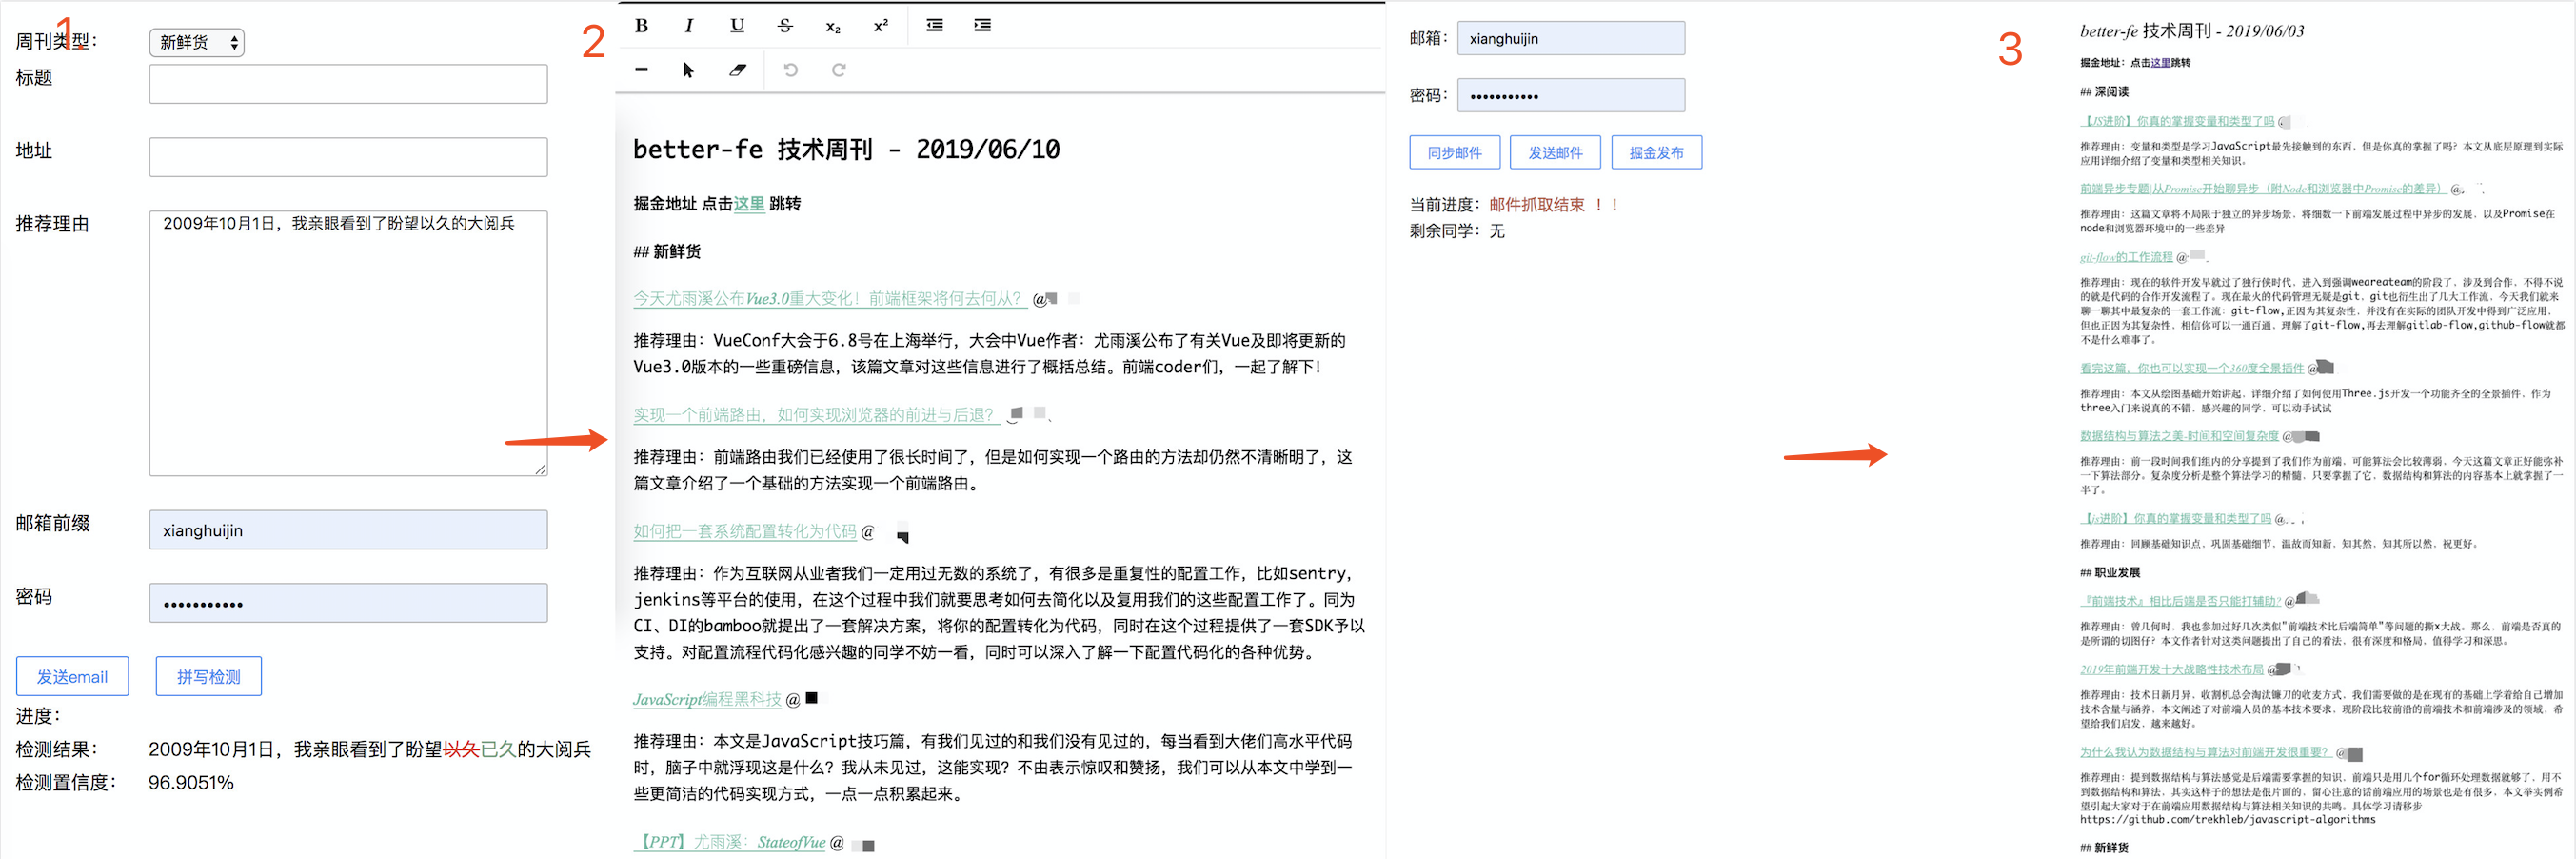 1.
周刊类型:
新鲜货
标题
地址
推荐理由
2009年10月1日，我亲眼看到了盼望以久的大阅兵
邮箱前缀
xianghuijin
密码
•••••••••••
发送email
拼写检测
进度:
检测结果:
2009年10月1日，我亲眼看到了盼望以久已久的大阅兵
检测置信度:
96.9051%
2
B I U S x₂ x²
better-fe 技术周刊 - 2019/06/10
掘金地址 点击这里 跳转
## 新鲜货
今天尤雨溪公布Vue3.0重大变化！前端框架将何去何从？ @
推荐理由：VueConf大会于6.8号在上海举行，大会中Vue作者：尤雨溪公布了有关Vue及即将更新的
Vue3.0版本的一些重磅信息，该篇文章对这些信息进行了概括总结。前端coder们，一起了解下！
实现一个前端路由，如何实现浏览器的前进与后退？
推荐理由：前端路由我们已经使用了很长时间了，但是如何实现一个路由的方法却仍然不清晰明了，这
篇文章介绍了一个基础的方法实现一个前端路由。
如何把一套系统配置转化为代码 @
推荐理由：作为互联网从业者我们一定用过无数的系统了，有很多是重复性的配置工作，比如sentry，
jenkins等平台的使用，在这个过程中我们就要思考如何去简化以及复用我们的这些配置工作了。同为
CI、DI的bamboo就提出了一套解决方案，将你的配置转化为代码，同时在这个过程提供了一套SDK予以
支持。对配置流程代码化感兴趣的同学不妨一看，同时可以深入了解一下配置代码化的各种优势。
JavaScript编程黑科技 @
推荐理由：本文是JavaScript技巧篇，有我们见过的和我们没有见过的，每当看到大佬们高水平代码
时，脑子中就浮现这是什么？我从未见过，这能实现？不由表示惊叹和赞扬，我们可以从本文中学到一
些更简洁的代码实现方式，一点一点积累起来。
【PPT】尤雨溪：StateofVue @
邮箱:
xianghuijin
密码:
•••••••••••
同步邮件
发送邮件
掘金发布
当前进度：邮件抓取结束 ！！
剩余同学：无
3
better-fe 技术周刊 - 2019/06/03
掘金地址：点击这里跳转
## 深阅读
【JS进阶】你真的掌握变量和类型了吗 @
推荐理由：变量和类型是学习JavaScript最先接触到的东西，但是你真的掌握了吗？本文从底层原理到实际
应用详细介绍了变量和类型相关知识。
前端异步专题|从Promise开始聊异步（附Node和浏览器中Promise的差异） @
推荐理由：这篇文章将不局限于独立的异步场景，将细数一下前端发展过程中异步的发展，以及Promise在
node和浏览器环境中的一些差异
git-flow的工作流程 @
推荐理由：现在的软件开发早就过了独行侠时代，进入到强调weareateam的阶段了，涉及到合作，不得不说
的就是代码的合作开发流程了。现在最火的代码管理无疑是git，git也衍生出了几大工作流，今天我们就来
聊一聊其中最复杂的一套工作流：git-flow,正因为其复杂性，并没有在实际的团队开发中得到广泛应用，
但也正因为其复杂性，相信你可以一通百通，理解了git-flow,再去理解gitlab-flow,github-flow就都
不是什么难事了。
看完这篇，你也可以实现一个360度全景插件 @
推荐理由：本文从绘图基础开始讲起，详细介绍了如何使用Three.js开发一个功能齐全的全景插件，作为
three入门来说真的不错，感兴趣的同学，可以动手试试
数据结构与算法之美-时间和空间复杂度 @
推荐理由：前一段时间我们组内的分享提到了我们作为前端，可能算法会比较薄弱，今天这篇文章正好能弥补
一下算法部分，复杂度分析是整个算法学习的精髓，只要掌握了它，数据结构和算法的内容基本上就掌握了一
半了。
【js进阶】你真的掌握变量和类型了吗 @
推荐理由：回顾基础知识点，巩固基础细节，温故而知新，知其然，知其所以然，祝更好。
## 职业发展
『前端技术』相比后端是否只能打辅助? @
推荐理由：曾几何时，我也参加过好几次类似"前端技术比后端简单"等问题的撕x大战。那么，前端是否真的
是所谓的切图仔？本文作者针对这类问题提出了自己的看法，很有深度和格局，值得学习和深思。
2019年前端开发十大战略性技术布局 @
推荐理由：技术日新月异，收割机总会淘汰镰刀的收麦方式，我们需要做的是在现有的基础上学着给自己增加
技术含量与涵养，本文阐述了对前端人员的基本技术要求，现阶段比较前沿的前端技术和前端涉及的领域，希
望给我们启发，越来越好。
为什么我认为数据结构与算法对前端开发很重要？ @
推荐理由：提到数据结构与算法感觉是后端需要掌握的知识，前端只是用几个for循环处理数据就够了，用不
到数据结构和算法，其实这样子的想法是很片面的，留心注意的话前端应用的场景也是有很多，本文举实例希
望引起大家对于在前端应用数据结构与算法相关知识的共鸣。具体学习请移步
https://github.com/trekhleb/javascript-algorithms
## 新鲜货